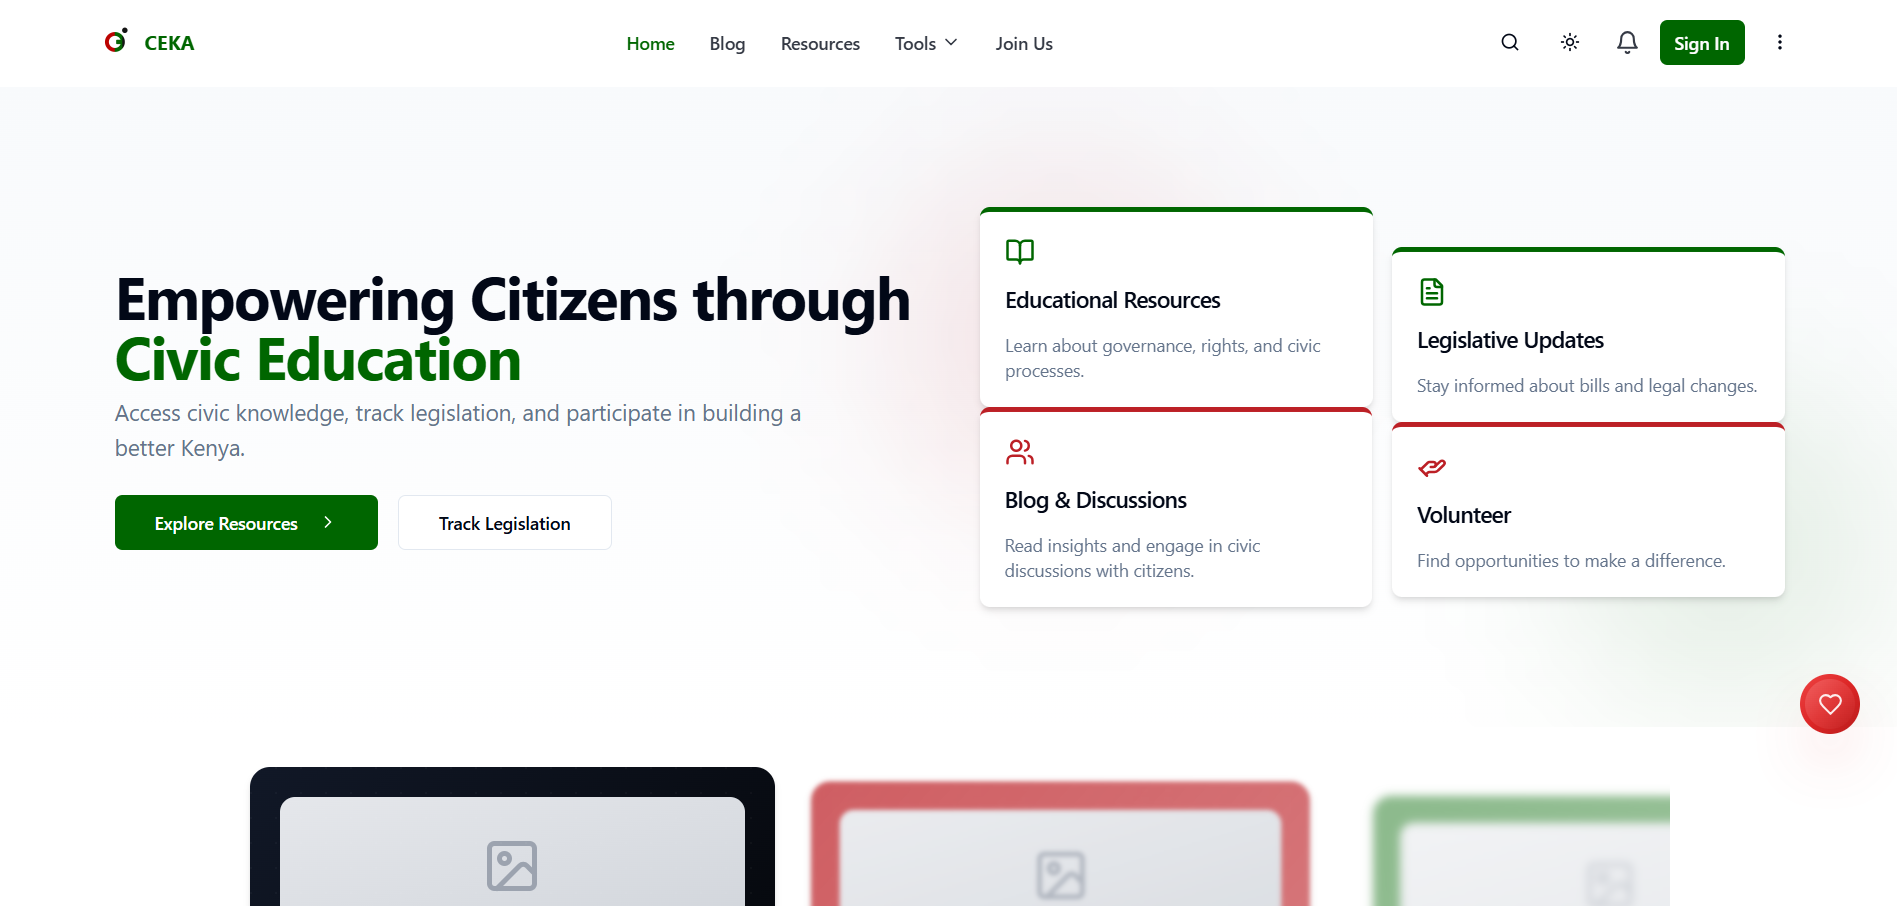 CEKA
Home
Blog
Resources
Tools
Join Us
Sign In
Empowering Citizens through
Civic Education
Access civic knowledge, track legislation, and participate in building a
better Kenya.
Explore Resources
Track Legislation
Educational Resources
Learn about governance, rights, and civic
processes.
Legislative Updates
Stay informed about bills and legal changes.
Blog & Discussions
Read insights and engage in civic
discussions with citizens.
Volunteer
Find opportunities to make a difference.